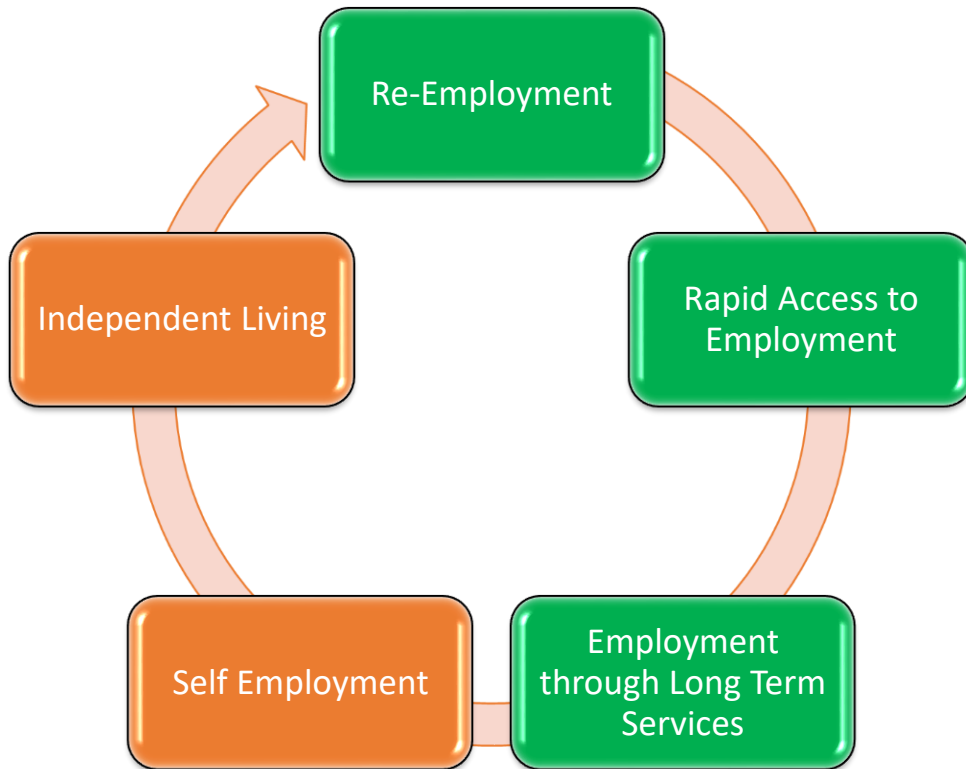 Re-Employment
Rapid Access to
Employment
Employment
through Long Term
Services
Self Employment
Independent Living